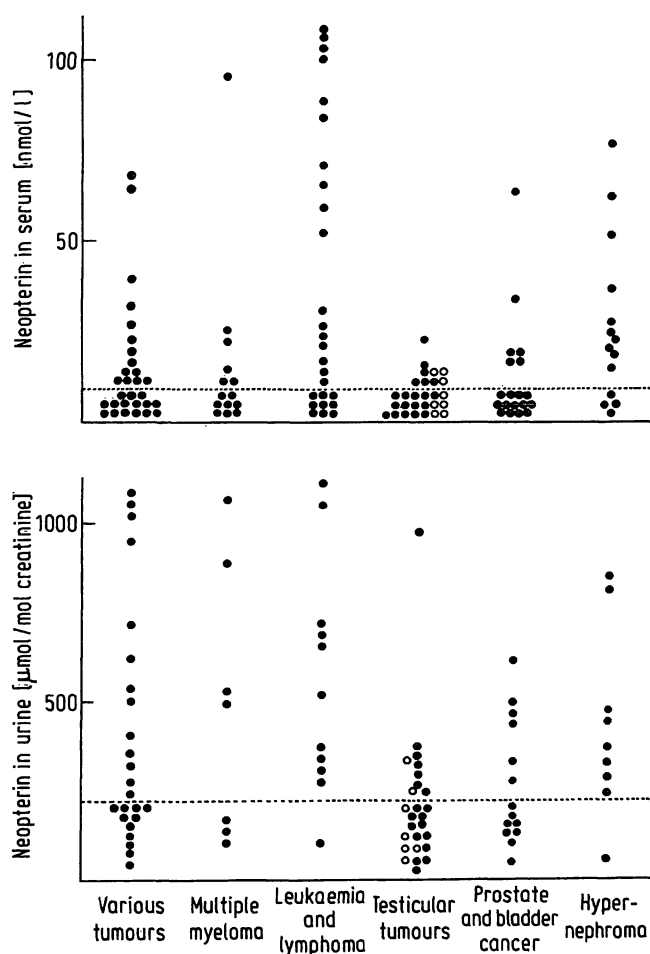 Neopterin in serum [nmol/l]
100
50
Neopterin in urine [μmol/mol creatinine]
1000
500
Various
tumours
Multiple
myeloma
Leukaemia
and
lymphoma
Testicular
tumours
Prostate
and bladder
cancer
Hyper-
nephroma